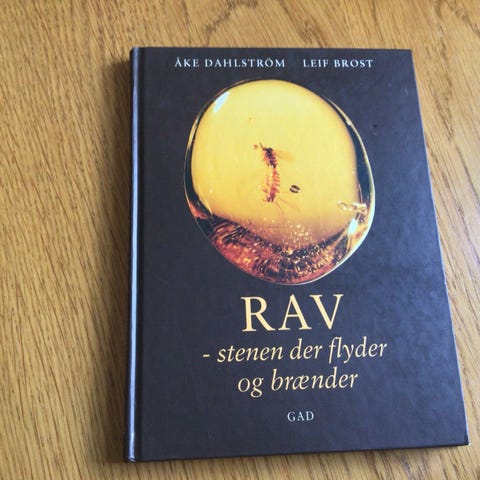 ÅKE DAHLSTRÖM LEIF BROST
RAV
- stenen der flyder
og brænder
GAD